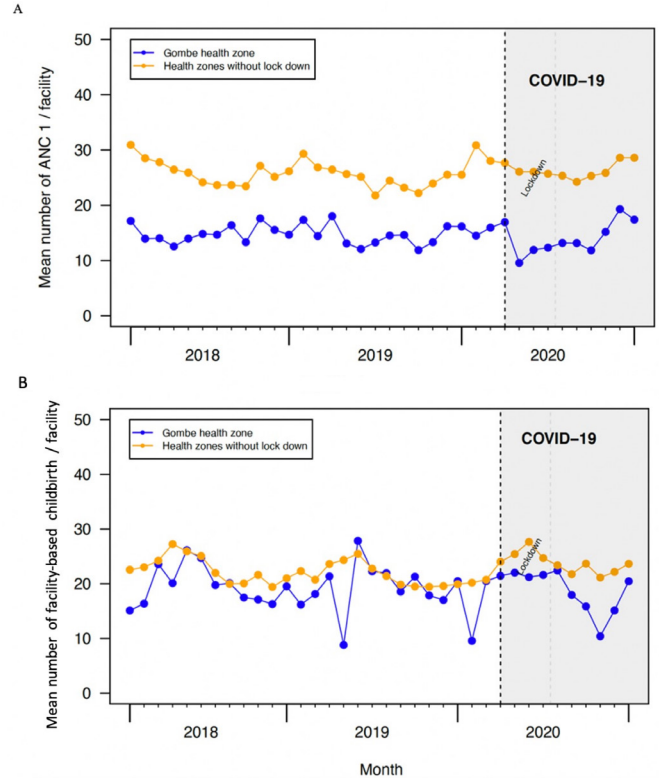 A
50
40
30
20
10
0
Mean number of ANC 1 / facility
Gombe health zone
Health zones without lock down
COVID−19
Lockdown
2018
2019
2020
B
50
40
30
20
10
0
Mean number of facility-based childbirth / facility
Gombe health zone
Health zones without lock down
COVID−19
Lockdown
2018
2019
2020
Month